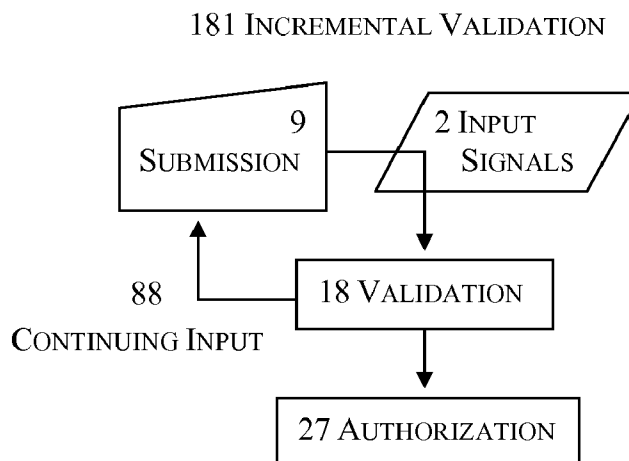 181 INCREMENTAL VALIDATION
9
SUBMISSION
2 INPUT
SIGNALS
18 VALIDATION
88
CONTINUING INPUT
27 AUTHORIZATION